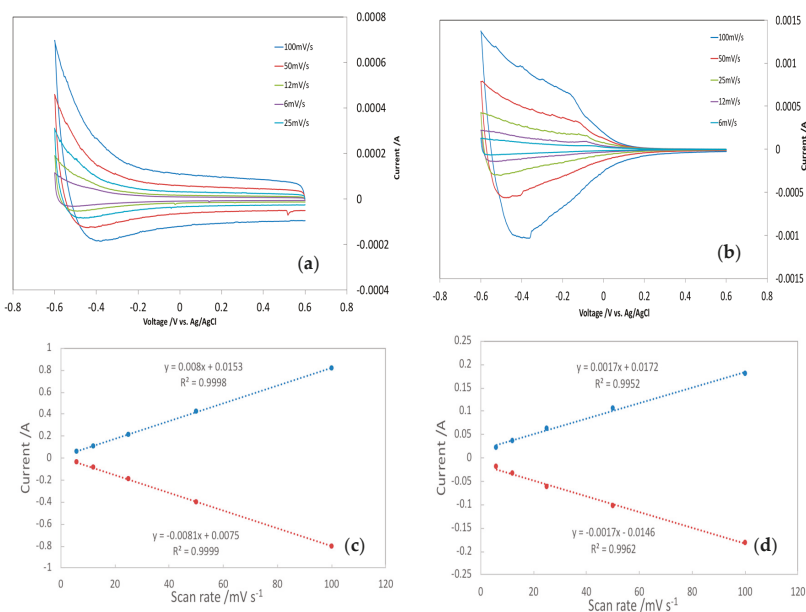 (a)
100mV/s
50mV/s
12mV/s
6mV/s
25mV/s
0.0008
0.0006
0.0004
0.0002
0
-0.0002
-0.0004
Current /A
-0.8 -0.6 -0.4 -0.2 0 0.2 0.4 0.6 0.8
Voltage /V vs. Ag/AgCl
(b)
100mV/s
50mV/s
25mV/s
12mV/s
6mV/s
0.0015
0.001
0.0005
0
-0.0005
-0.001
-0.0015
Current /A
-0.8 -0.6 -0.4 -0.2 0 0.2 0.4 0.6 0.8
Voltage /V vs. Ag/AgCl
(c)
y = 0.008x + 0.0153
R² = 0.9998
y = -0.0081x + 0.0075
R² = 0.9999
1
0.8
0.6
0.4
0.2
0
-0.2
-0.4
-0.6
-0.8
Current /A
0 20 40 60 80 100 120
Scan rate /mV s⁻¹
(d)
y = 0.0017x + 0.0172
R² = 0.9952
y = -0.0017x - 0.0146
R² = 0.9962
0.25
0.2
0.15
0.1
0.05
0
-0.05
-0.1
-0.15
-0.2
-0.25
Current /A
0 20 40 60 80 100 120
Scan rate /mV s⁻¹